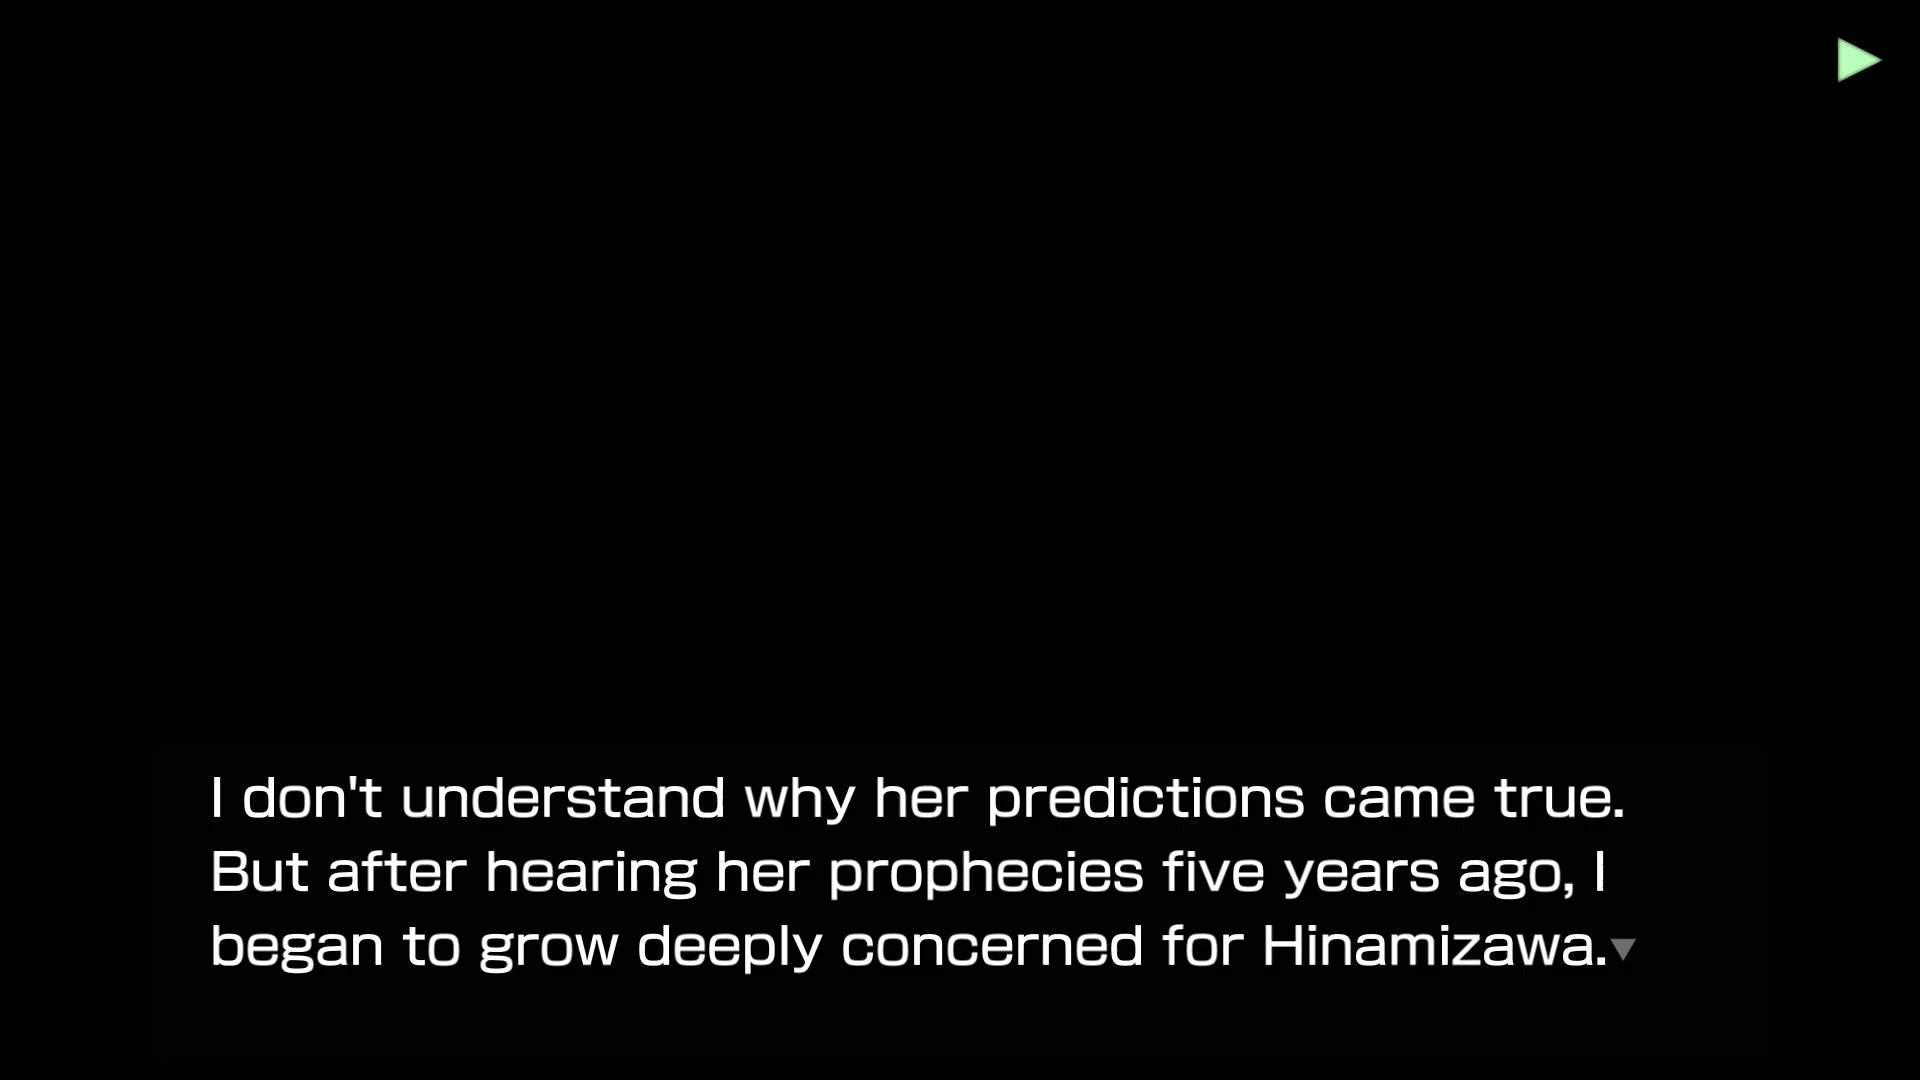 I don't understand why her predictions came true.
But after hearing her prophecies five years ago, I
began to grow deeply concerned for Hinamizawa.